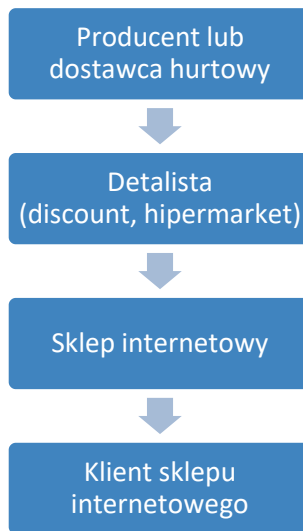 Producent lub
dostawca hurtowy
Detalista
(discount, hipermarket)
Sklep internetowy
Klient sklepu
internetowego